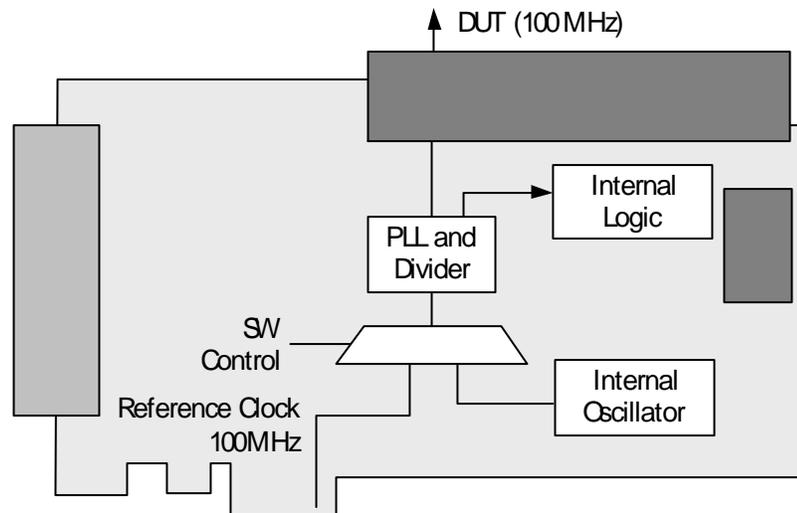 DUT (100 MHz)
Internal
Logic
PLL and
Divider
SW
Control
Internal
Oscillator
Reference Clock
100MHz